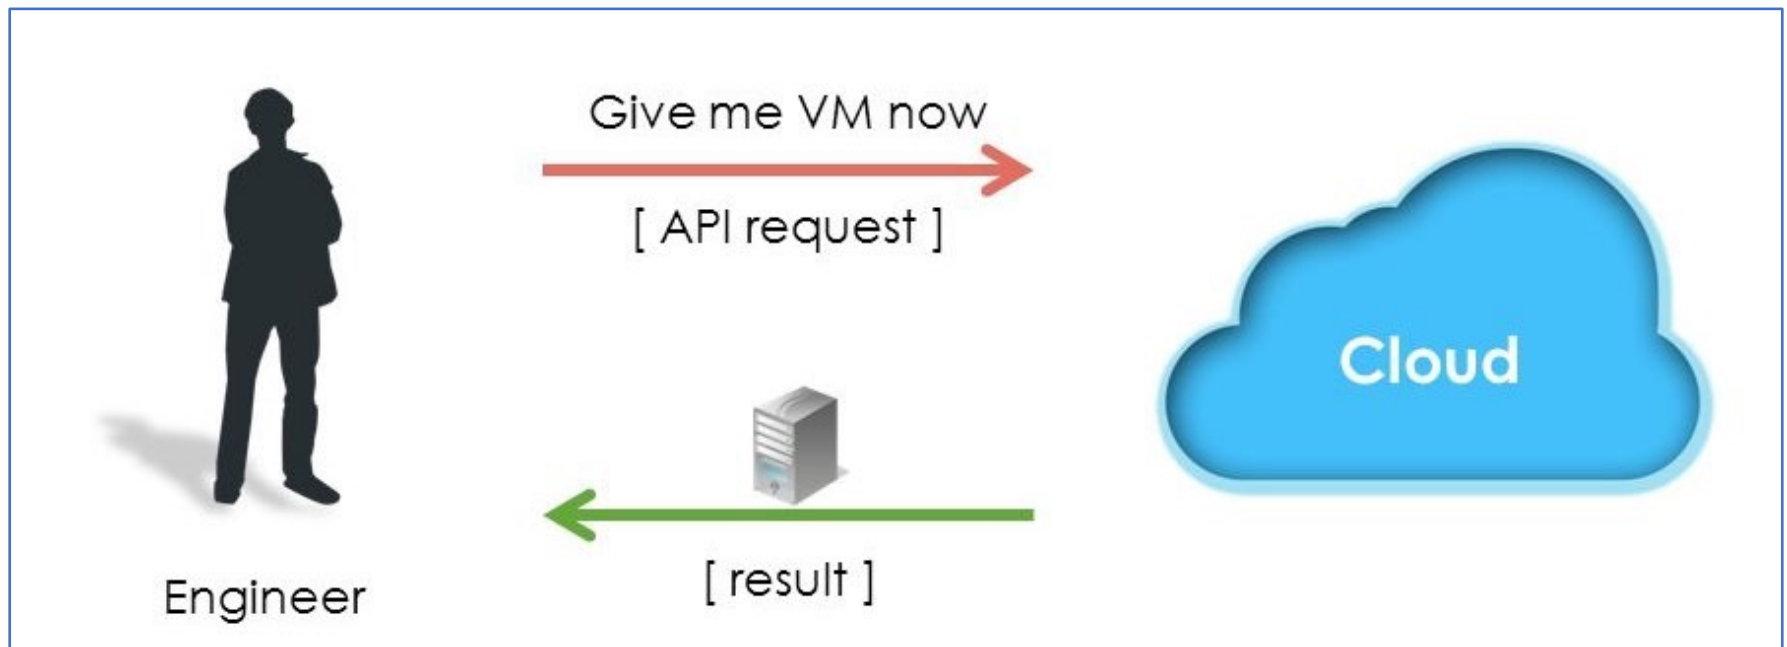 Give me VM now
[ API request ]
Cloud
[ result ]
Engineer